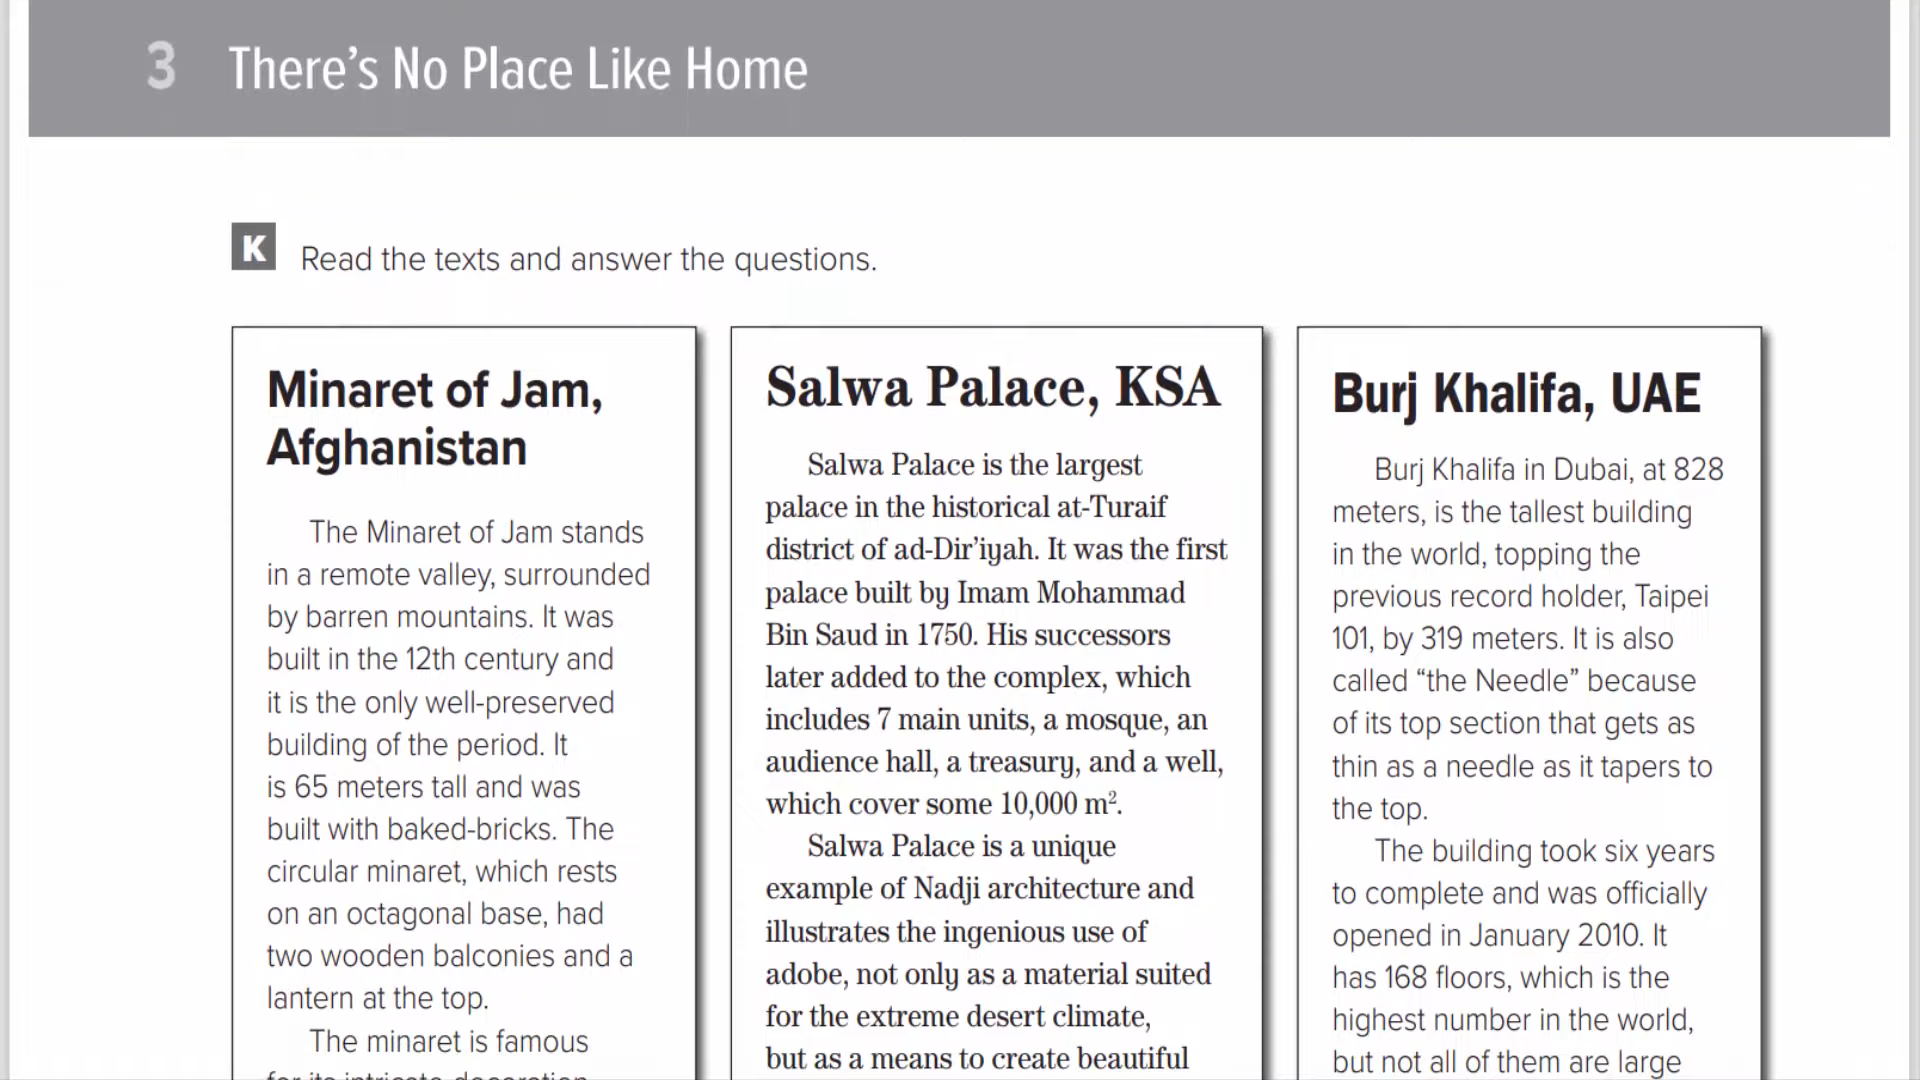 3 There’s No Place Like Home
K Read the texts and answer the questions.
Minaret of Jam,
Afghanistan
The Minaret of Jam stands
in a remote valley, surrounded
by barren mountains. It was
built in the 12th century and
it is the only well-preserved
building of the period. It
is 65 meters tall and was
built with baked-bricks. The
circular minaret, which rests
on an octagonal base, had
two wooden balconies and a
lantern at the top.
The minaret is famous
for its intricate decoration
Salwa Palace, KSA
Salwa Palace is the largest
palace in the historical at-Turaif
district of ad-Dir’iyah. It was the first
palace built by Imam Mohammad
Bin Saud in 1750. His successors
later added to the complex, which
includes 7 main units, a mosque, an
audience hall, a treasury, and a well,
which cover some 10,000 m².
Salwa Palace is a unique
example of Nadji architecture and
illustrates the ingenious use of
adobe, not only as a material suited
for the extreme desert climate,
but as a means to create beautiful
Burj Khalifa, UAE
Burj Khalifa in Dubai, at 828
meters, is the tallest building
in the world, topping the
previous record holder, Taipei
101, by 319 meters. It is also
called “the Needle” because
of its top section that gets as
thin as a needle as it tapers to
the top.
The building took six years
to complete and was officially
opened in January 2010. It
has 168 floors, which is the
highest number in the world,
but not all of them are large